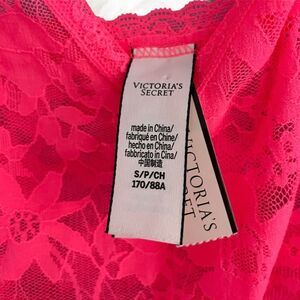 VICTORIA'S
SECRET
made in China/
fabriqué en Chine/
hecho en China/
fabbricato in Cina/
中国制造
S/P/CH
170/88A
VICTORIA'S
SECRET